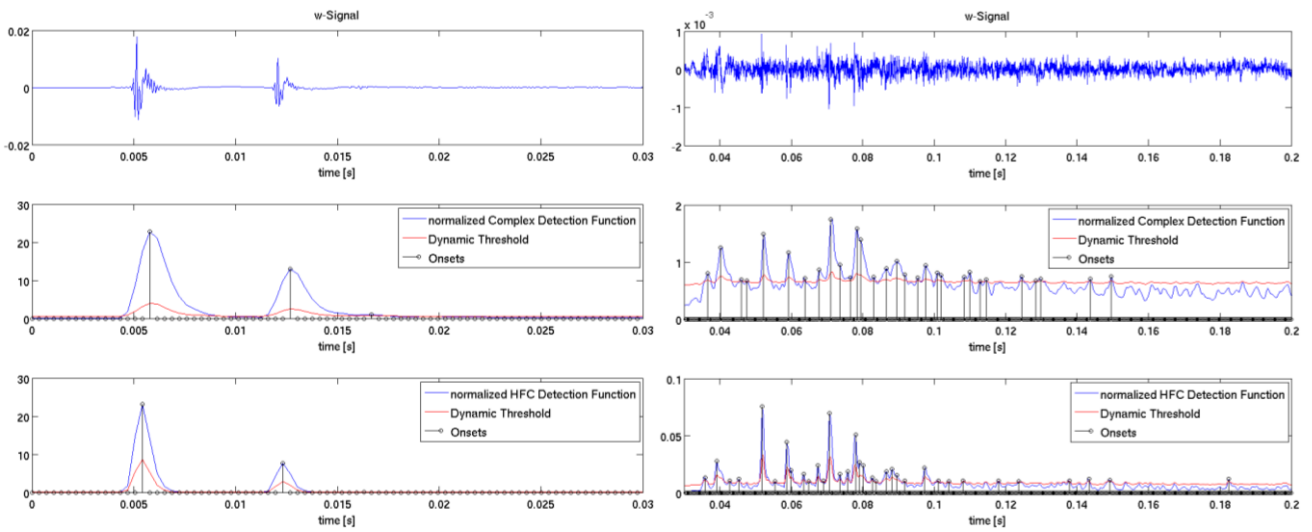 w-Signal
0.02
0
-0.02
0 0.005 0.01 0.015 0.02 0.025 0.03
time [s]
30
20
10
0
normalized Complex Detection Function
Dynamic Threshold
Onsets
0 0.005 0.01 0.015 0.02 0.025 0.03
time [s]
30
20
10
0
normalized HFC Detection Function
Dynamic Threshold
Onsets
0 0.005 0.01 0.015 0.02 0.025 0.03
time [s]
w-Signal
x 10⁻³
1
0
-1
-2
0.04 0.06 0.08 0.1 0.12 0.14 0.16 0.18 0.2
time [s]
2
1
0
normalized Complex Detection Function
Dynamic Threshold
Onsets
0.04 0.06 0.08 0.1 0.12 0.14 0.16 0.18 0.2
time [s]
0.1
0.05
0
normalized HFC Detection Function
Dynamic Threshold
Onsets
0.04 0.06 0.08 0.1 0.12 0.14 0.16 0.18 0.2
time [s]